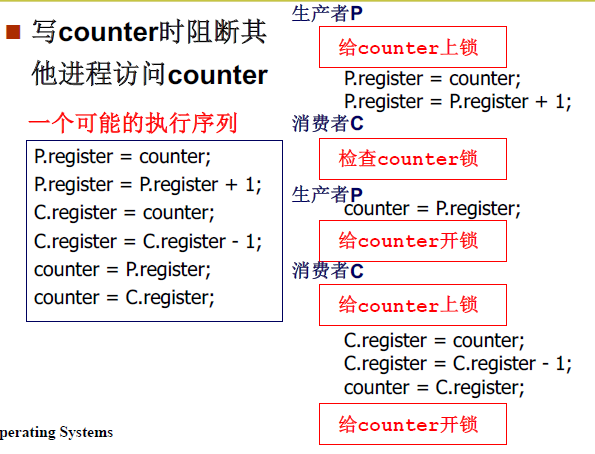 写counter时阻断其
他进程访问counter
一个可能的执行序列
P.register = counter;
P.register = P.register + 1;
C.register = counter;
C.register = C.register - 1;
counter = P.register;
counter = C.register;
生产者P
给counter上锁
P.register = counter;
P.register = P.register + 1;
消费者C
检查counter锁
生产者P
counter = P.register;
给counter开锁
消费者C
给counter上锁
C.register = counter;
C.register = C.register - 1;
counter = C.register;
给counter开锁
perating Systems